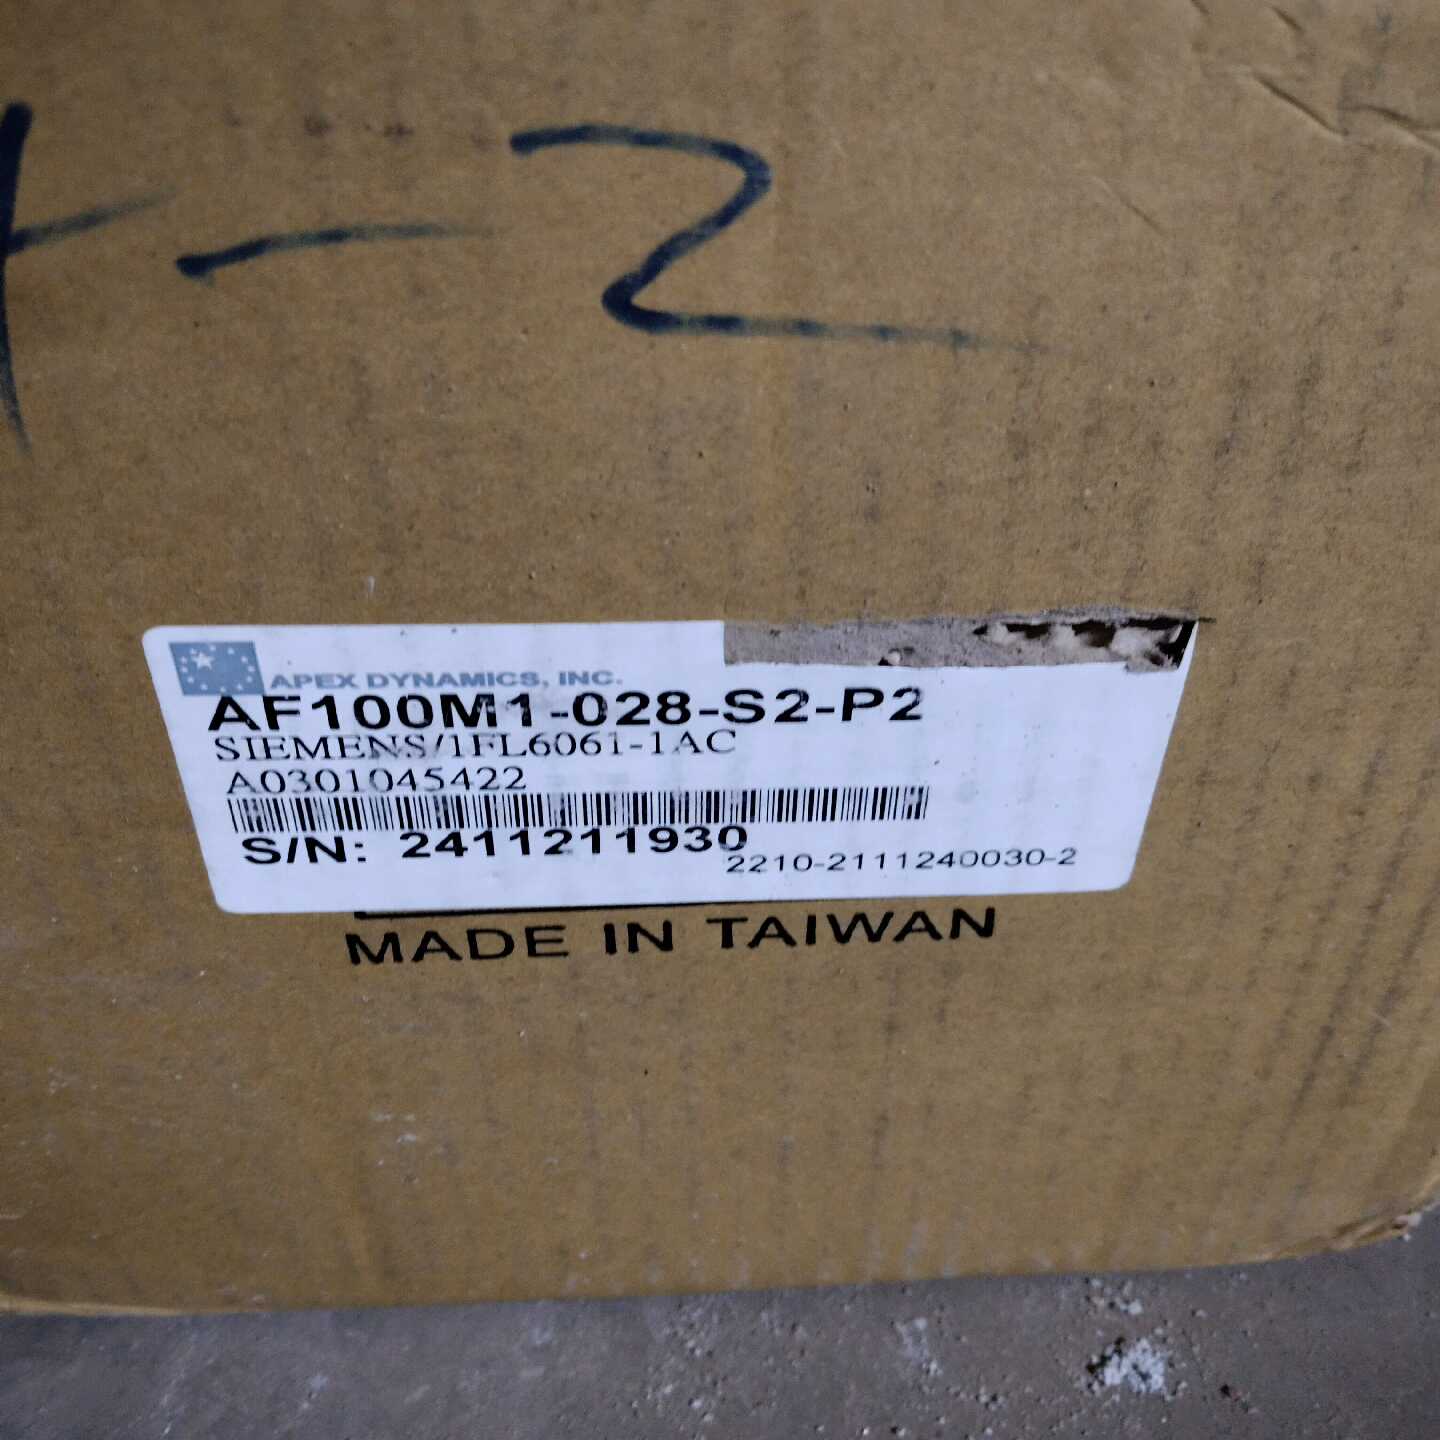 -2
APEX DYNAMICS, INC.
AF100M1-028-S2-P2
SIEMENS/1FL6061-1AC
A0301045422
S/N: 2411211930
2210-2111240030-2
MADE IN TAIWAN